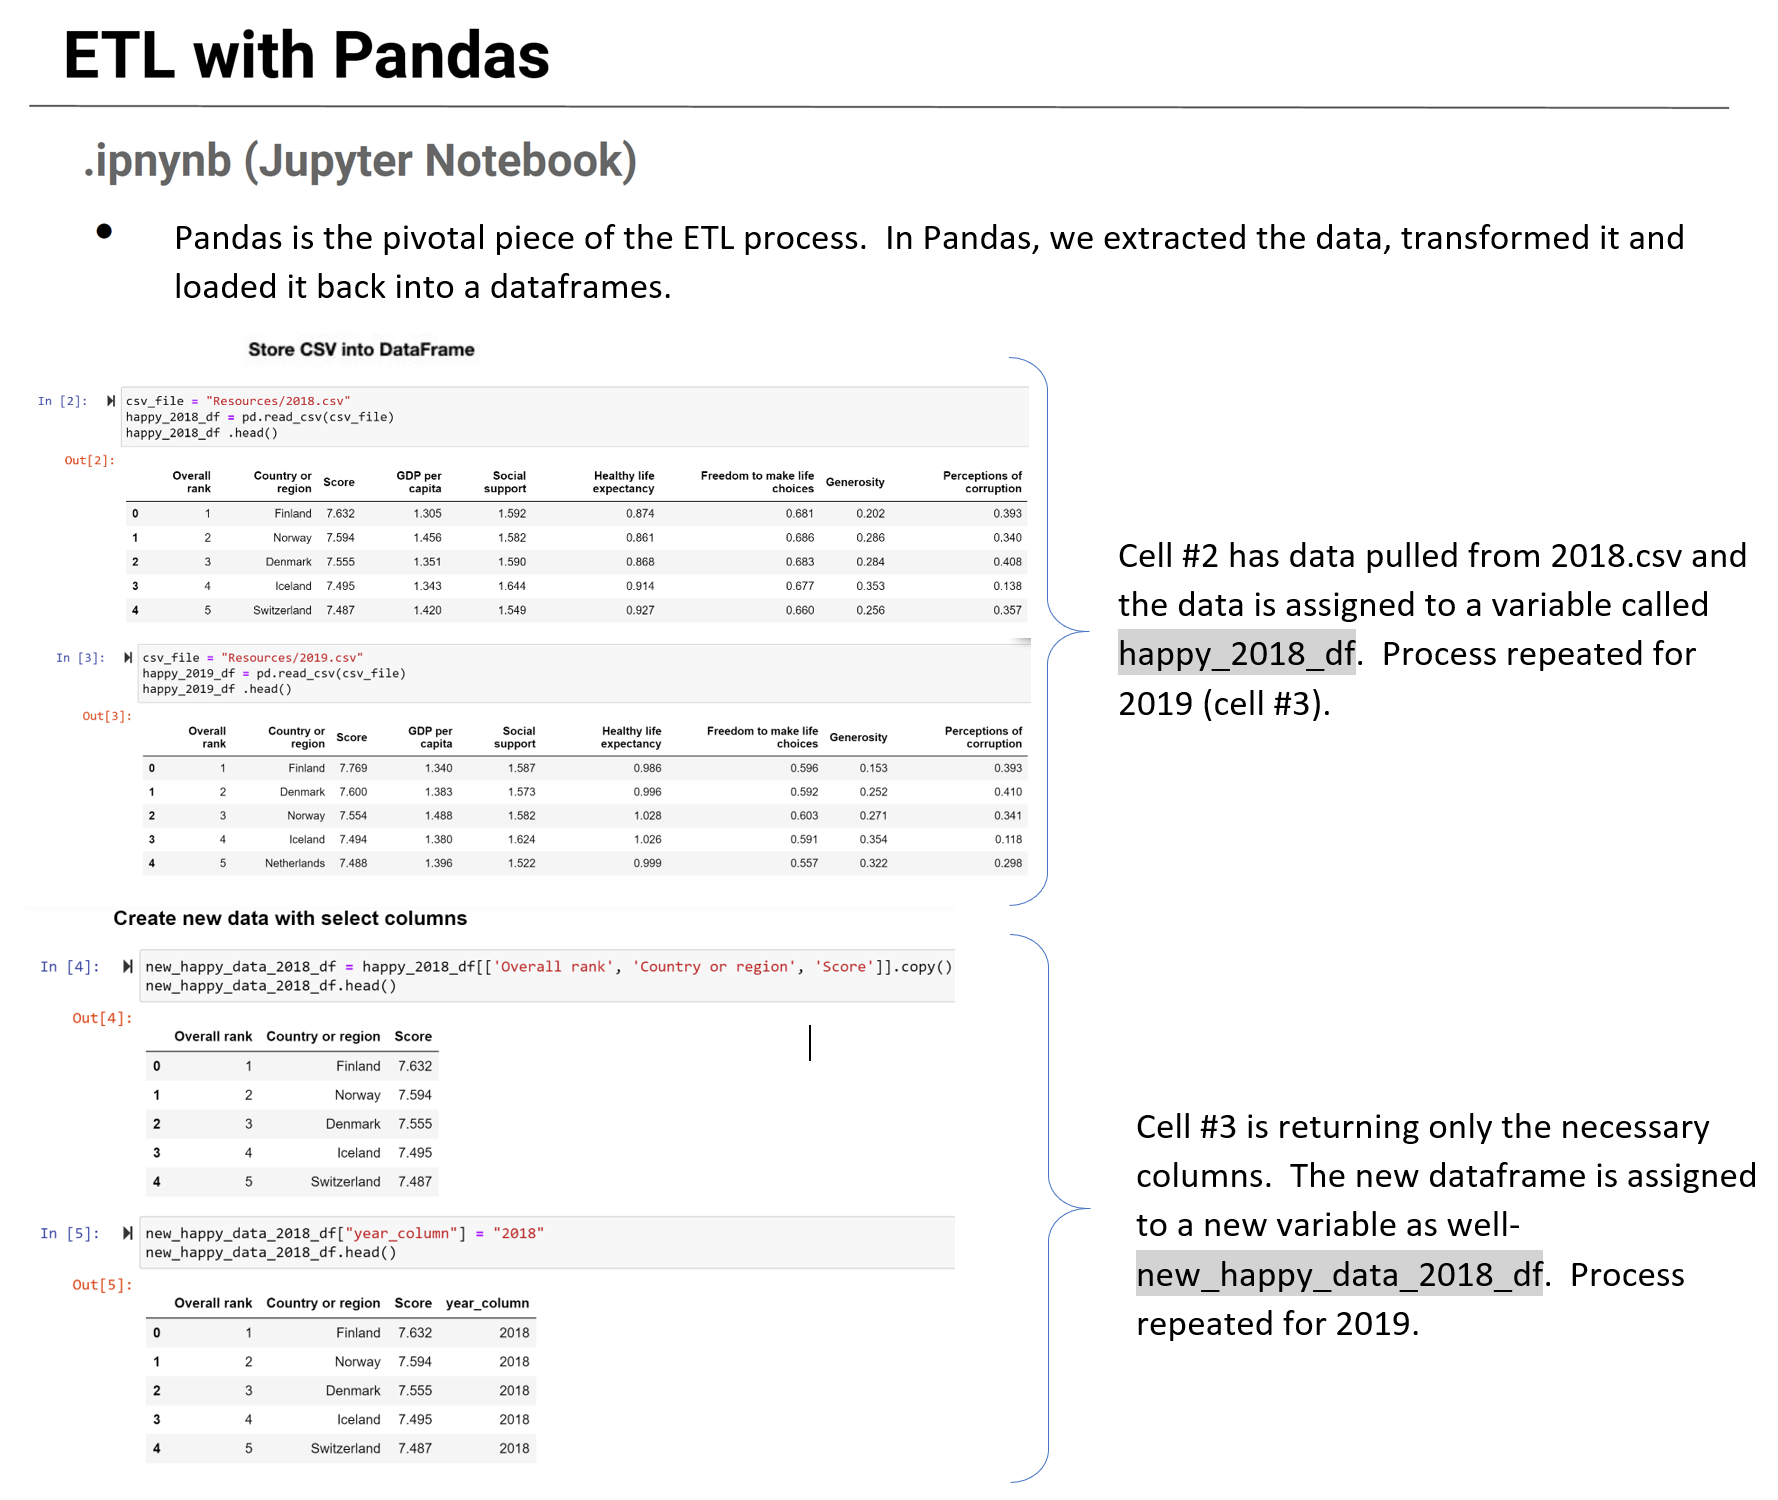 ETL with Pandas
.ipnynb (Jupyter Notebook)
● Pandas is the pivotal piece of the ETL process.  In Pandas, we extracted the data, transformed it and
loaded it back into a dataframes.
Store CSV into DataFrame
In [2]:
csv_file = "Resources/2018.csv"
happy_2018_df = pd.read_csv(csv_file)
happy_2018_df .head()
Out[2]:
Overall rank Country or region Score GDP per capita Social support Healthy life expectancy Freedom to make life choices Generosity Perceptions of corruption
0 1 Finland 7.632 1.305 1.592 0.874 0.681 0.202 0.393
1 2 Norway 7.594 1.456 1.582 0.861 0.686 0.286 0.340
2 3 Denmark 7.555 1.351 1.590 0.868 0.683 0.284 0.408
3 4 Iceland 7.495 1.343 1.644 0.914 0.677 0.353 0.138
4 5 Switzerland 7.487 1.420 1.549 0.927 0.660 0.256 0.357
In [3]:
csv_file = "Resources/2019.csv"
happy_2019_df = pd.read_csv(csv_file)
happy_2019_df .head()
Out[3]:
Overall rank Country or region Score GDP per capita Social support Healthy life expectancy Freedom to make life choices Generosity Perceptions of corruption
0 1 Finland 7.769 1.340 1.587 0.986 0.596 0.153 0.393
1 2 Denmark 7.600 1.383 1.573 0.996 0.592 0.252 0.410
2 3 Norway 7.554 1.488 1.582 1.028 0.603 0.271 0.341
3 4 Iceland 7.494 1.380 1.624 1.026 0.591 0.354 0.118
4 5 Netherlands 7.488 1.396 1.522 0.999 0.557 0.322 0.298
Cell #2 has data pulled from 2018.csv and
the data is assigned to a variable called
happy_2018_df.  Process repeated for
2019 (cell #3).
Create new data with select columns
In [4]:
new_happy_data_2018_df = happy_2018_df[['Overall rank', 'Country or region', 'Score']].copy()
new_happy_data_2018_df.head()
Out[4]:
Overall rank Country or region Score
0 1 Finland 7.632
1 2 Norway 7.594
2 3 Denmark 7.555
3 4 Iceland 7.495
4 5 Switzerland 7.487
In [5]:
new_happy_data_2018_df["year_column"] = "2018"
new_happy_data_2018_df.head()
Out[5]:
Overall rank Country or region Score year_column
0 1 Finland 7.632 2018
1 2 Norway 7.594 2018
2 3 Denmark 7.555 2018
3 4 Iceland 7.495 2018
4 5 Switzerland 7.487 2018
Cell #3 is returning only the necessary
columns.  The new dataframe is assigned
to a new variable as well-
new_happy_data_2018_df.  Process
repeated for 2019.